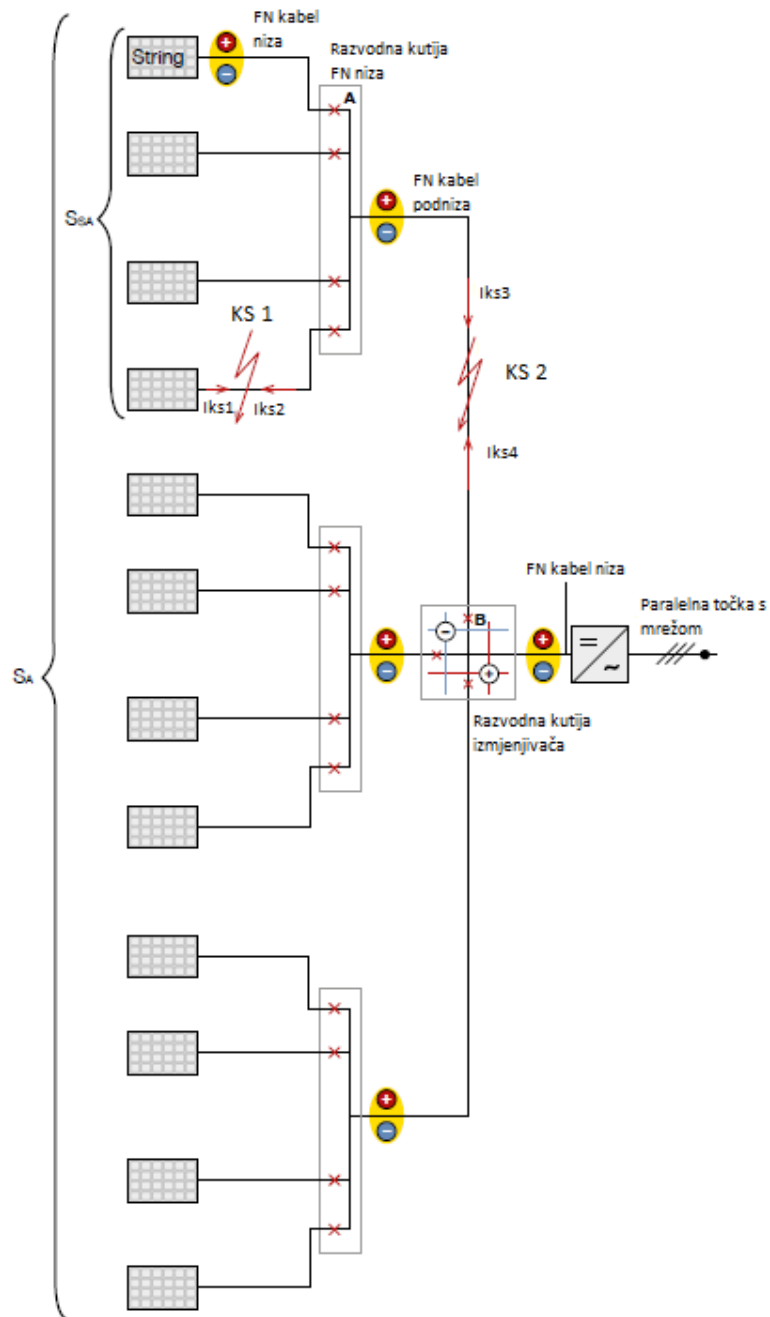 FN kabel
niza
Razvodna kutija
FN niza
String
A
FN kabel
podniza
SSA
Iks3
KS 1
KS 2
Iks1
Iks2
Iks4
FN kabel niza
Paralelna točka s
mrežom
B
SA
Razvodna kutija
izmjenjivača